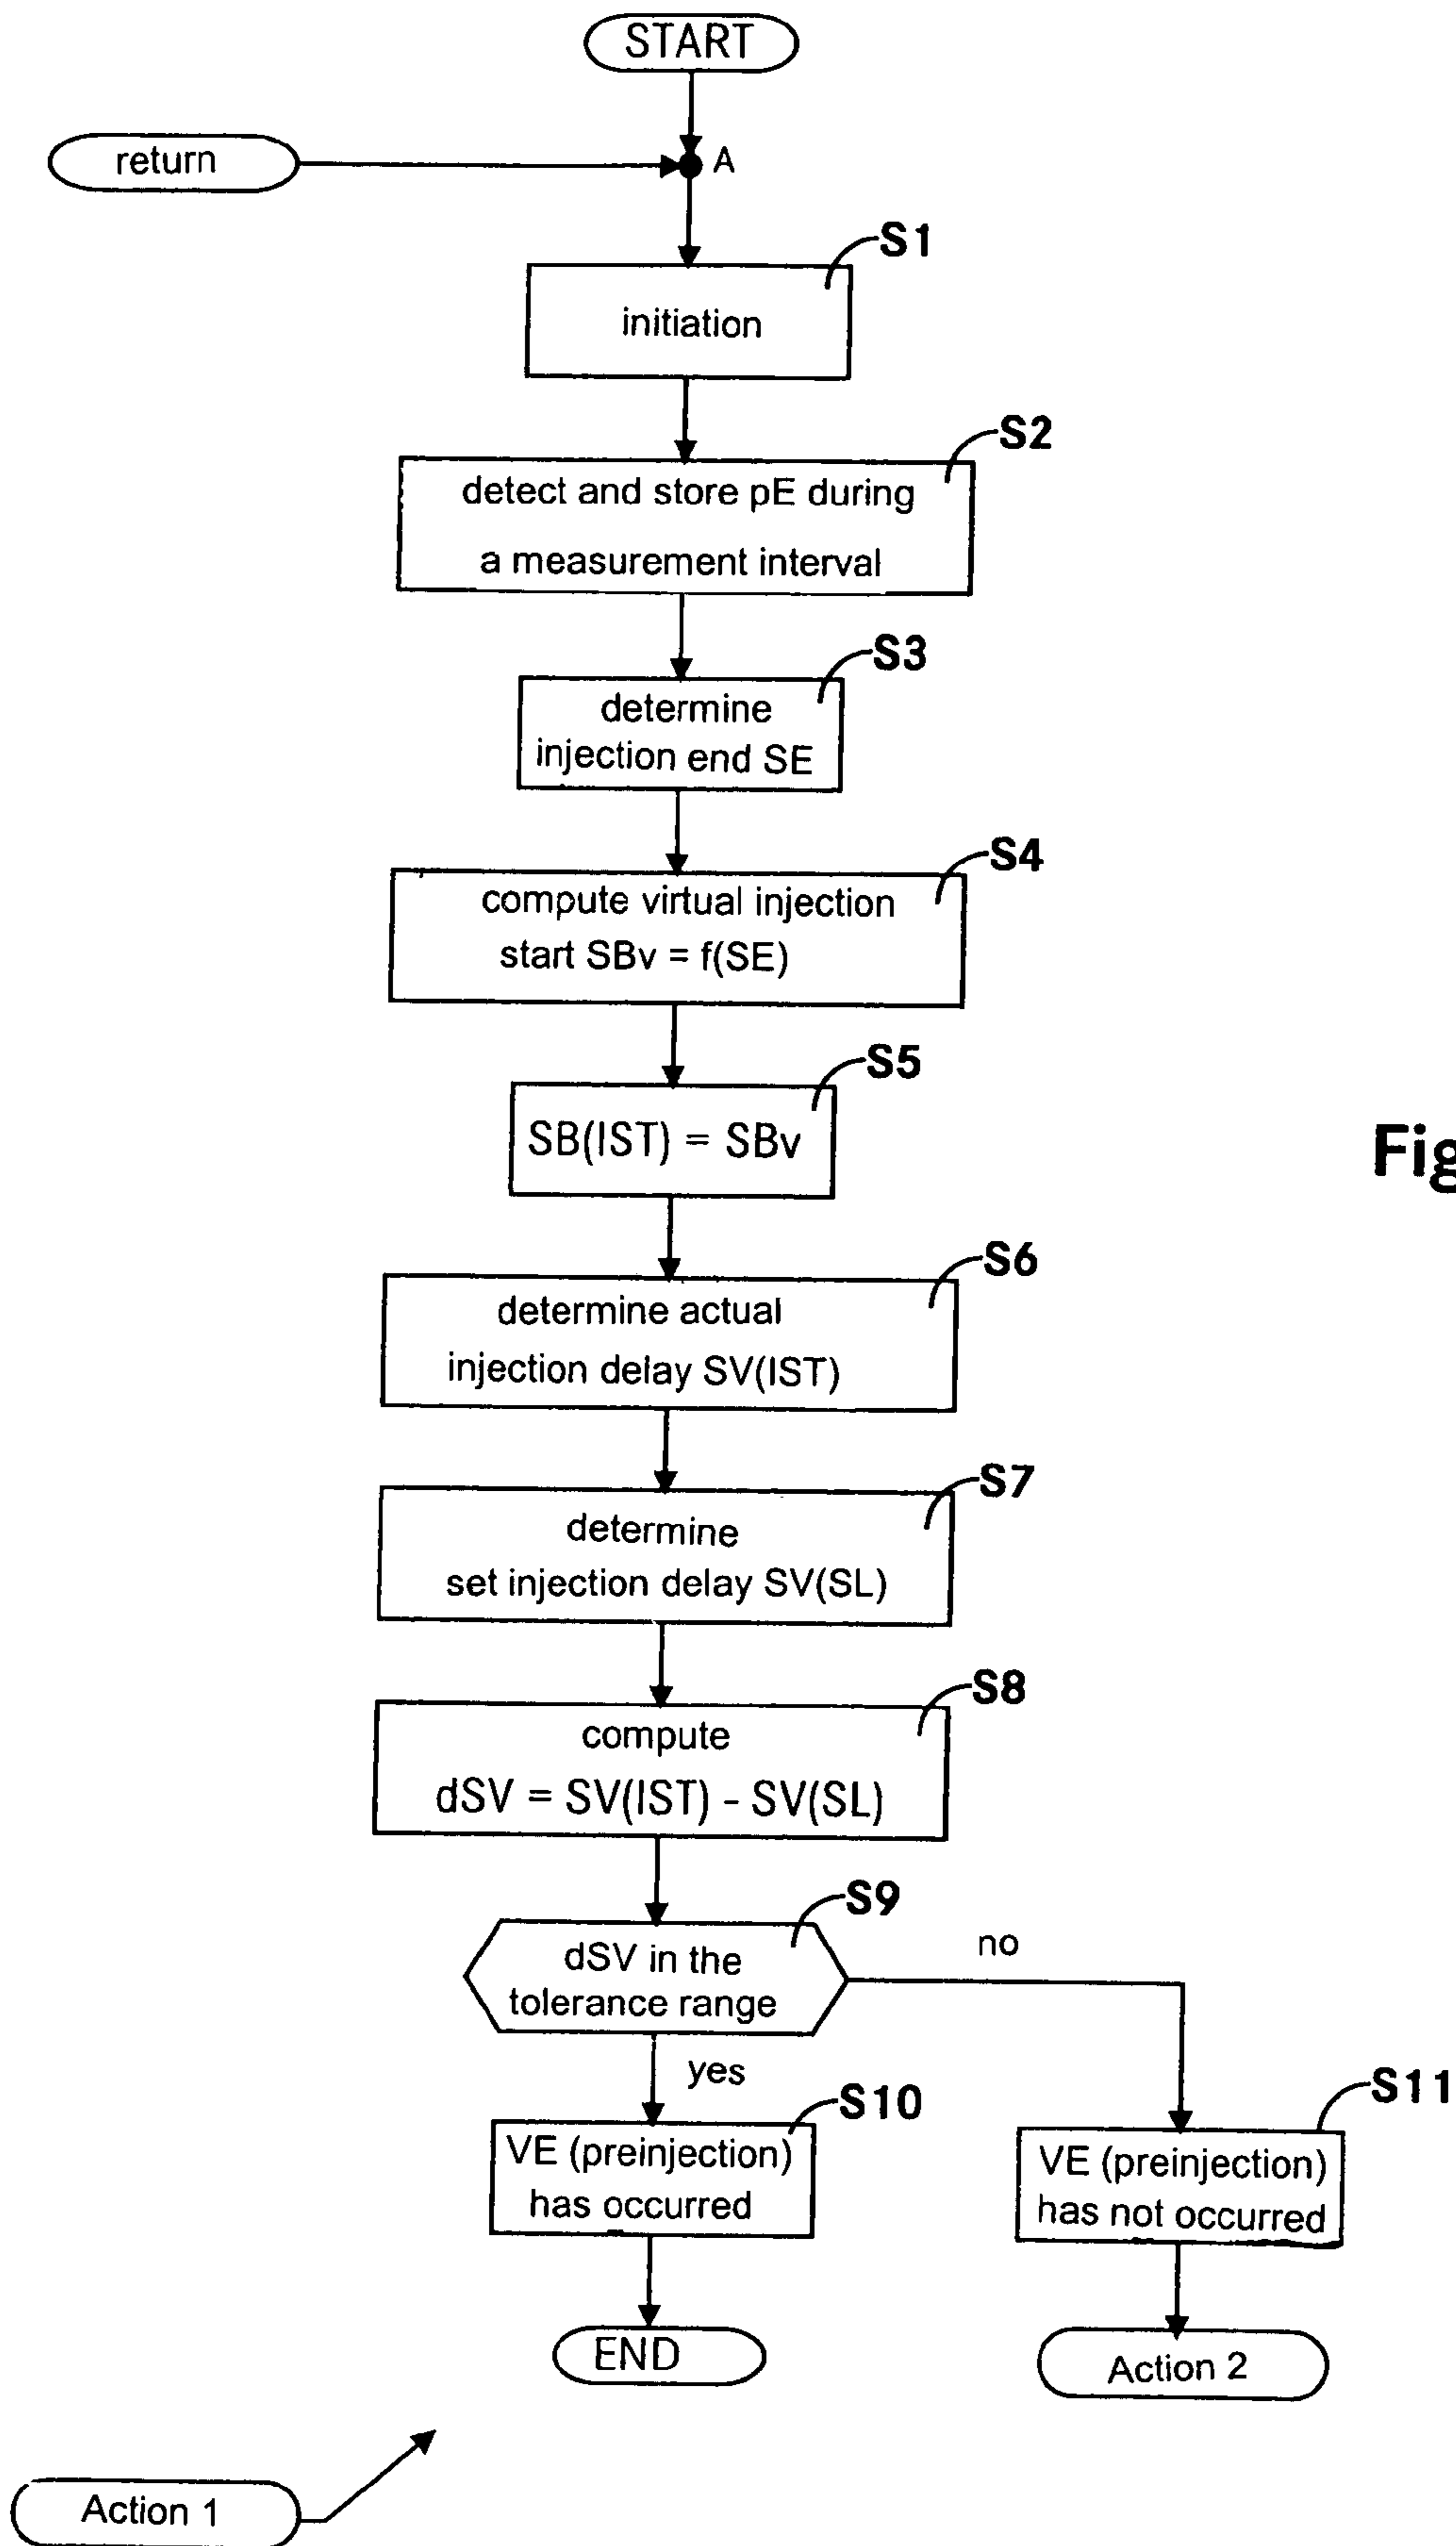 START
return
A
S1
initiation
S2
detect and store pE during
a measurement interval
S3
determine
injection end SE
S4
compute virtual injection
start SBv = f(SE)
S5
SB(IST) = SBv
Fig
S6
determine actual
injection delay SV(IST)
S7
determine
set injection delay SV(SL)
S8
compute
dSV = SV(IST) - SV(SL)
S9
dSV in the
tolerance range
no
yes
S10
S11
VE (preinjection)
has occurred
VE (preinjection)
has not occurred
END
Action 2
Action 1